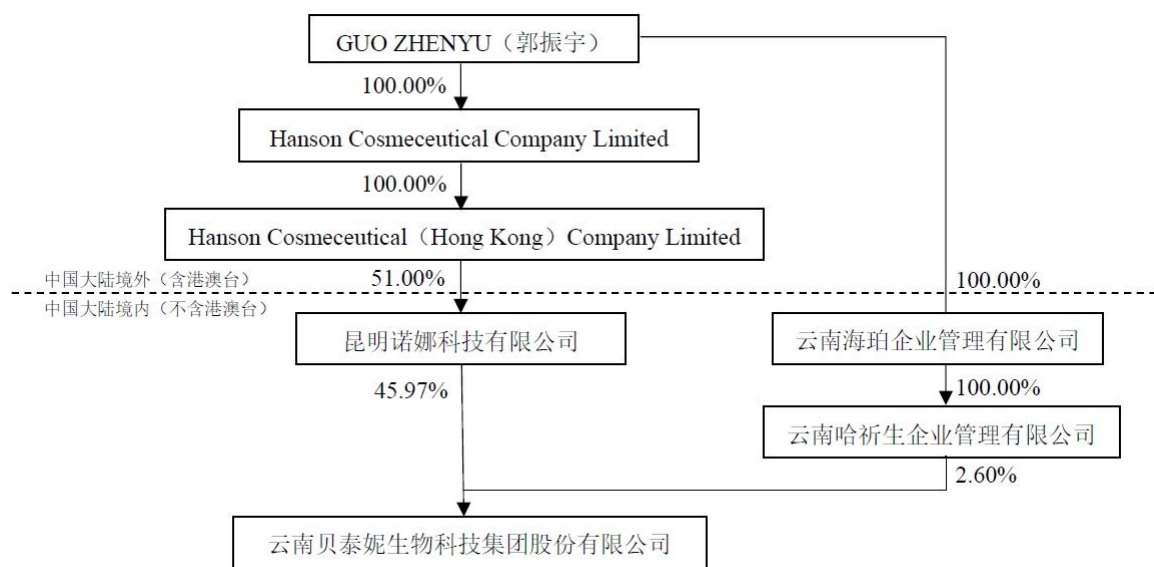 GUO ZHENYU（郭振宇）
100.00%
Hanson Cosmeceutical Company Limited
100.00%
Hanson Cosmeceutical（Hong Kong）Company Limited
中国大陆境外（含港澳台）
51.00%
100.00%
中国大陆境内（不含港澳台）
昆明诺娜科技有限公司
云南海珀企业管理有限公司
45.97%
100.00%
云南哈祈生企业管理有限公司
2.60%
云南贝泰妮生物科技集团股份有限公司